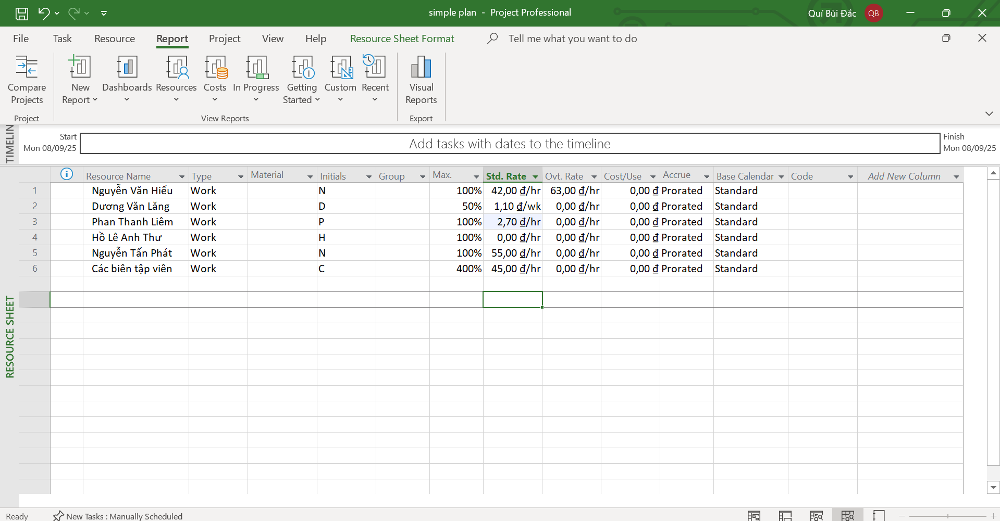 simple plan - Project Professional
Quí Bùi Đắc QB
File Task Resource Report Project View Help Resource Sheet Format Tell me what you want to do
Compare Projects
New Report
Dashboards
Resources
Costs
In Progress
Getting Started
Custom
Recent
Visual Reports
Project View Reports Export
TIMELIN
Start
Mon 08/09/25
Add tasks with dates to the timeline
Finish
Mon 08/09/25
Resource Name Type Material Initials Group Max. Std. Rate Ovt. Rate Cost/Use Accrue Base Calendar Code Add New Column
1 Nguyễn Văn Hiếu Work N 100% 42,00 ₫/hr 63,00 ₫/hr 0,00 ₫ Prorated Standard
2 Dương Văn Lăng Work D 50% 1,10 ₫/wk 0,00 ₫/hr 0,00 ₫ Prorated Standard
3 Phan Thanh Liêm Work P 100% 2,70 ₫/hr 0,00 ₫/hr 0,00 ₫ Prorated Standard
4 Hồ Lê Anh Thư Work H 100% 0,00 ₫/hr 0,00 ₫/hr 0,00 ₫ Prorated Standard
5 Nguyễn Tấn Phát Work N 100% 55,00 ₫/hr 0,00 ₫/hr 0,00 ₫ Prorated Standard
6 Các biên tập viên Work C 400% 45,00 ₫/hr 0,00 ₫/hr 0,00 ₫ Prorated Standard
RESOURCE SHEET
Ready New Tasks : Manually Scheduled